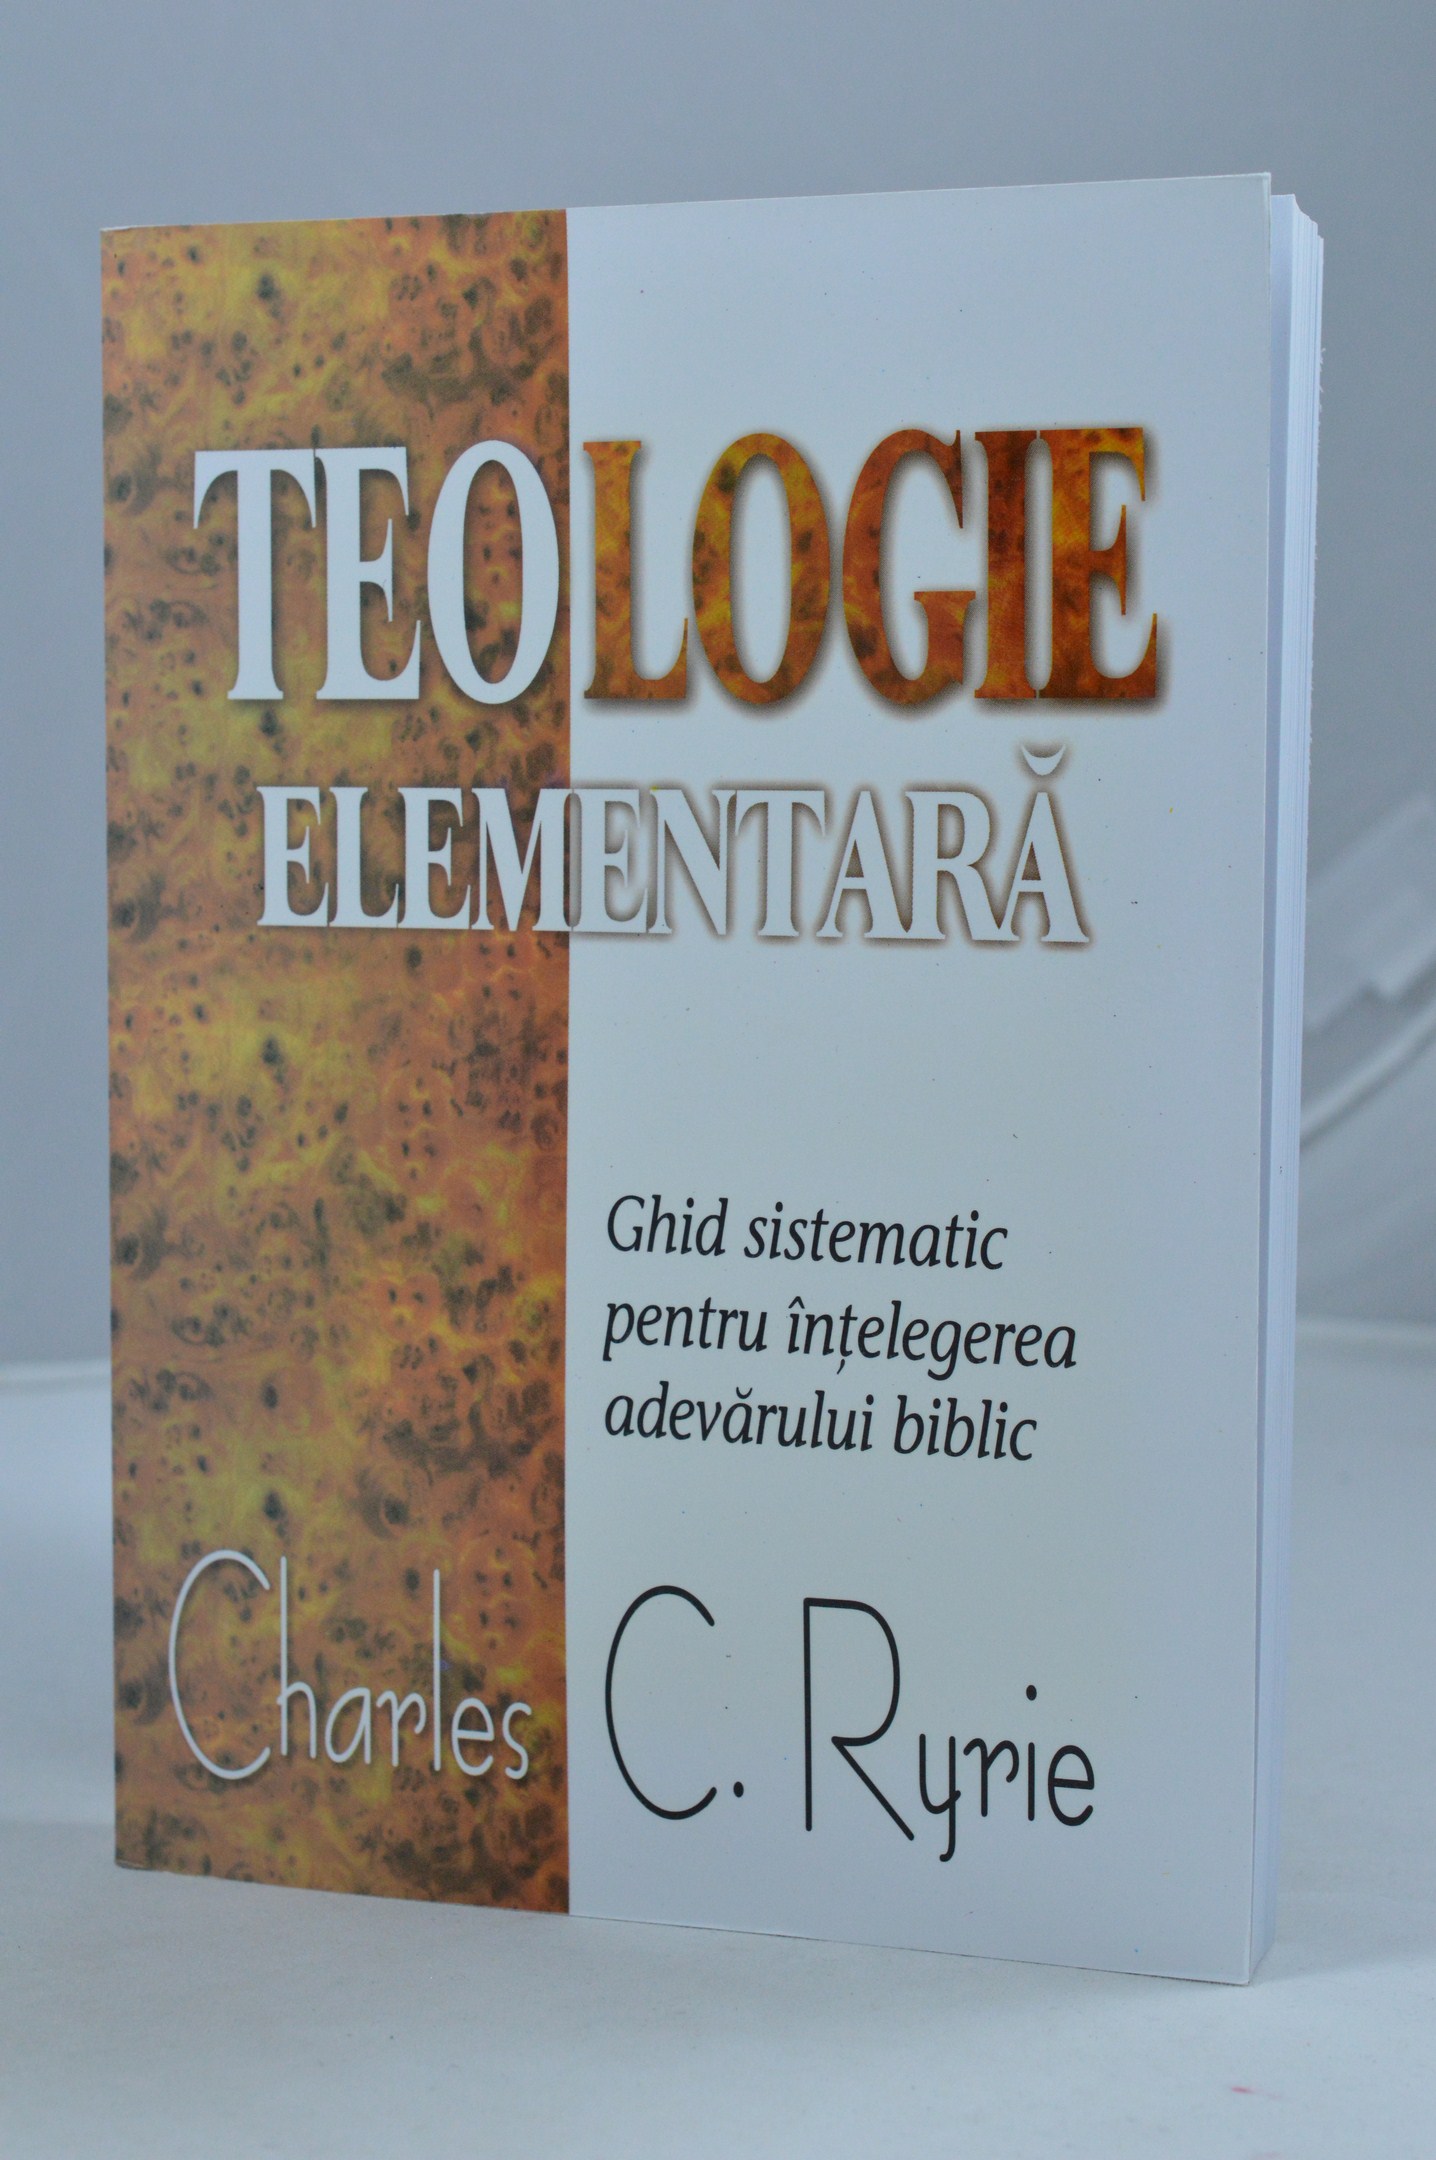 TEOLOGIE
ELEMENTARĂ
Ghid sistematic
pentru înțelegerea
adevărului biblic
Charles C. Ryrie